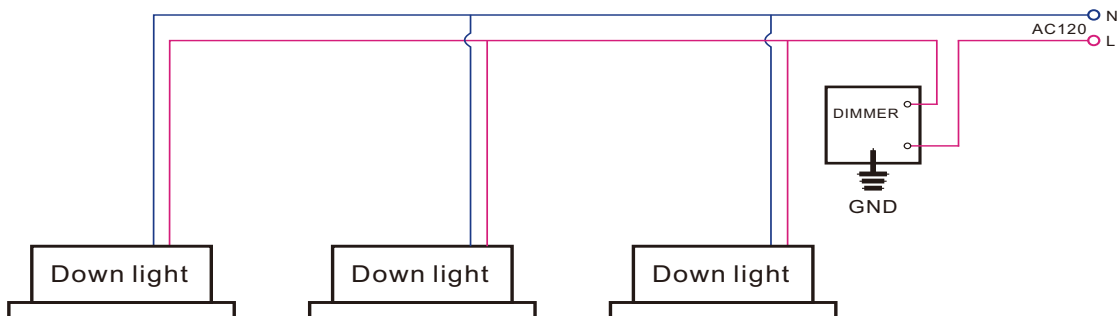 N
AC120
L
DIMMER
GND
Down light
Down light
Down light